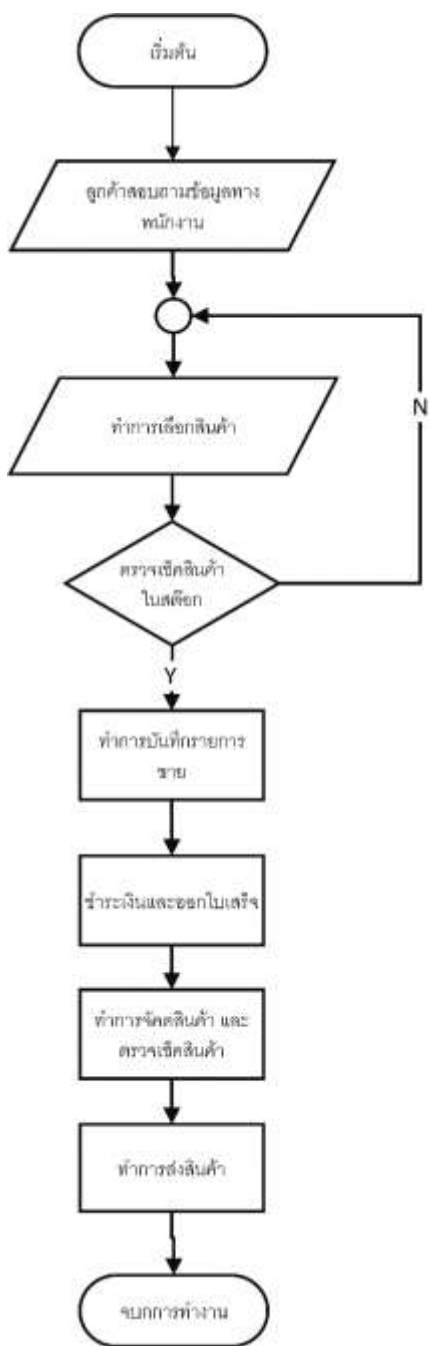 เริ่มต้น
ลูกค้าสอบถามข้อมูลทาง
พนักงาน
ทำการเลือกสินค้า
N
ตรวจเช็คสินค้า
ในสต๊อก
Y
ทำการบันทึกรายการ
ขาย
ชำระเงินและออกใบเสร็จ
ทำการจัดสินค้า และ
ตรวจเช็คสินค้า
ทำการส่งสินค้า
จบการทำงาน